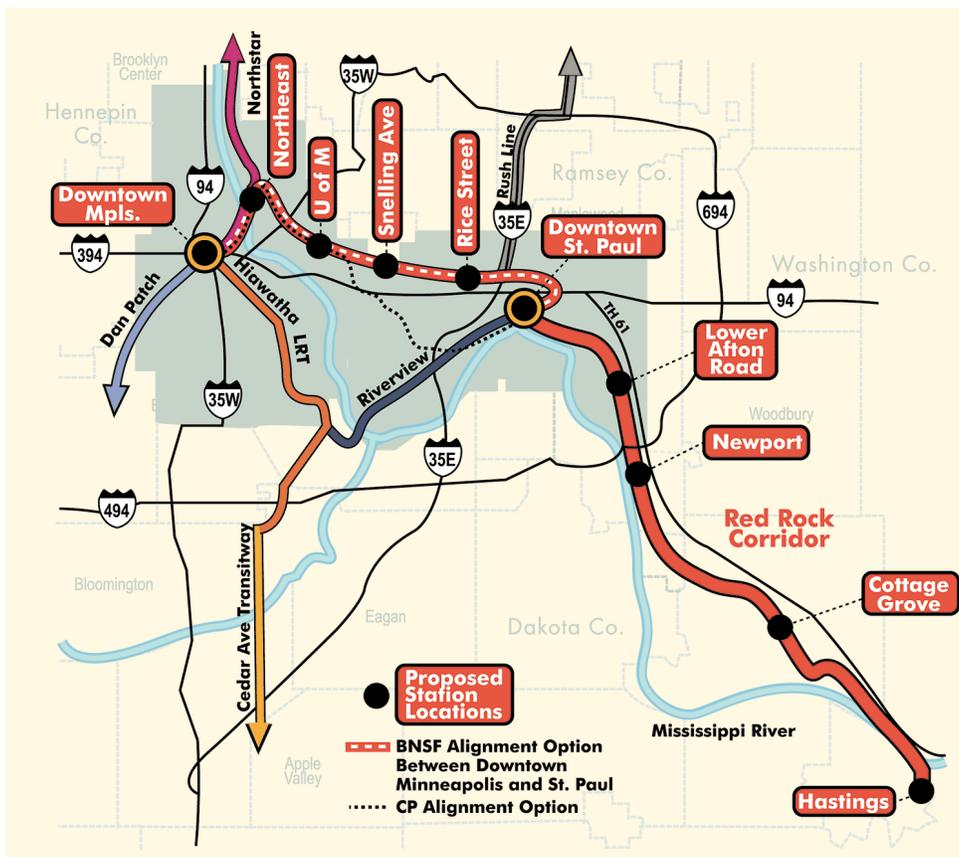 Brooklyn
Center
Northstar
Northeast
35W
Hennepin
Co.
U of M
Snelling Ave
Rice Street
Rush Line
Ramsey Co.
Maplewood
94
694
35E
Downtown
Mpls.
Downtown
St. Paul
394
Washington Co.
94
Dan Patch
Hiawatha LRT
TH 61
Lower
Afton
Road
Riverview
35W
Woodbury
Newport
35E
494
Red Rock
Corridor
Cedar Ave Transitway
Bloomington
Eagan
Dakota Co.
Cottage
Grove
Proposed
Station
Locations
Mississippi River
BNSF Alignment Option
Between Downtown
Minneapolis and St. Paul
CP Alignment Option
Apple
Valley
Hastings